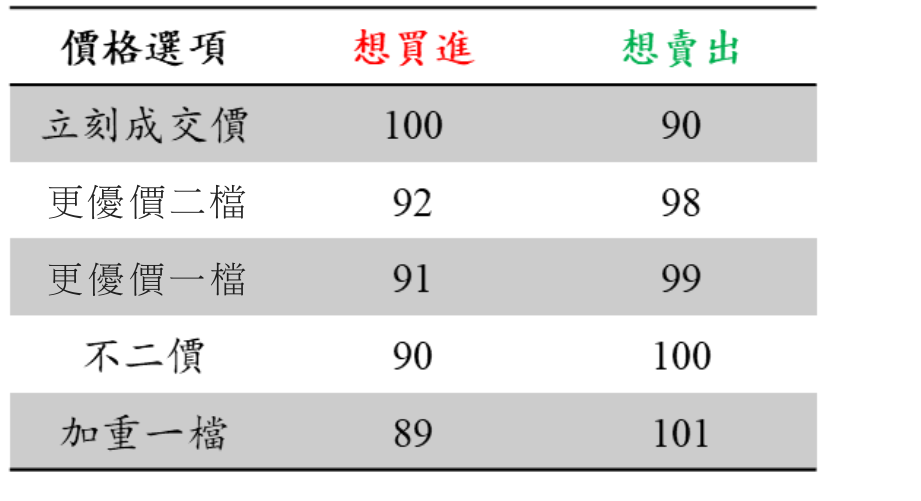 價格選項 想買進 想賣出
立刻成交價 100 90
更優價二檔 92 98
更優價一檔 91 99
不二價 90 100
加重一檔 89 101